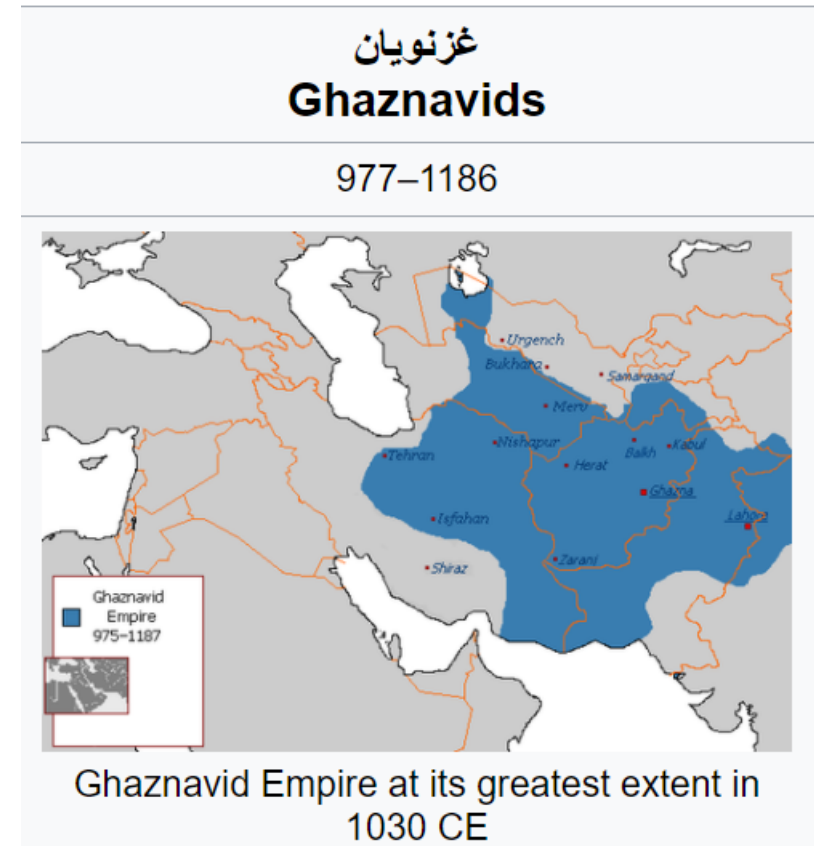 غزنویان
Ghaznavids
977–1186
Urgench
Bukhara
Samarqand
Merv
Nishapur
Tehran
Balkh
Kabul
Herat
Ghazna
Isfahan
Lahore
Zaranj
Shiraz
Ghaznavid
Empire
975–1187
Ghaznavid Empire at its greatest extent in
1030 CE